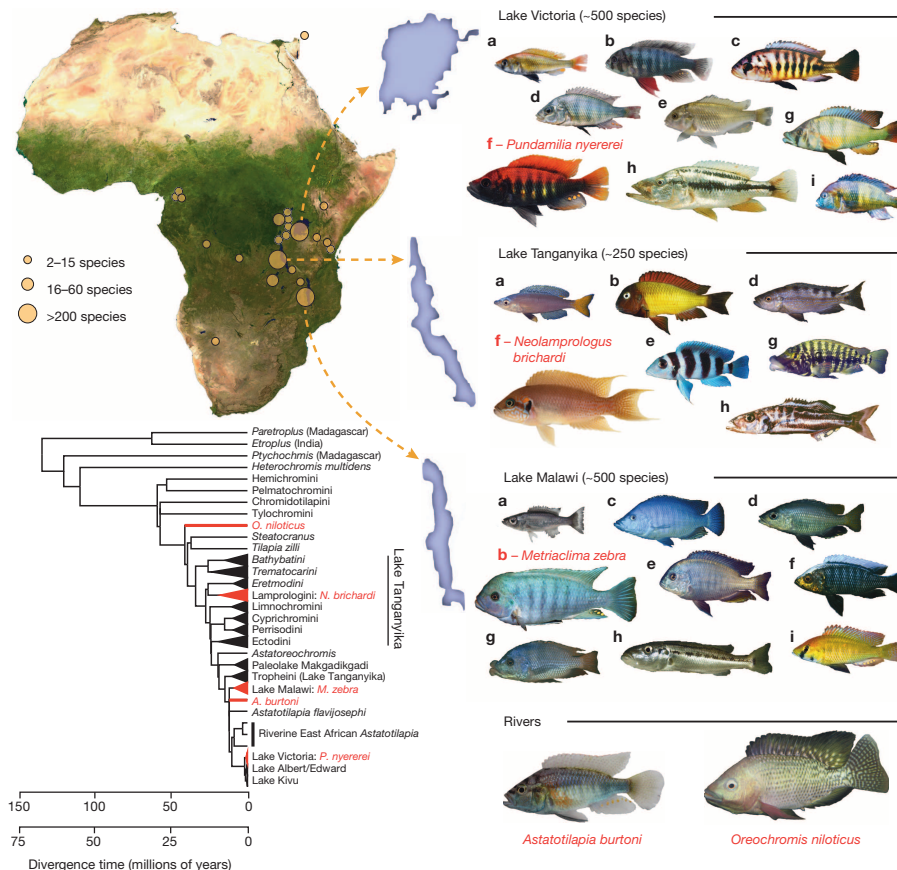 Lake Victoria (~500 species)
a
b
c
d
e
g
f – Pundamilia nyererei
h
i
2–15 species
16–60 species
>200 species
Lake Tanganyika (~250 species)
a
b
d
f – Neolamprologus
brichardi
e
g
h
Lake Malawi (~500 species)
a
c
d
b – Metriaclima zebra
e
f
g
h
i
Rivers
Astatotilapia burtoni
Oreochromis niloticus
Paretroplus (Madagascar)
Etroplus (India)
Ptychochmis (Madagascar)
Heterochromis multidens
Hemichromini
Pelmatochromini
Chromidotilapini
Tylochromini
O. niloticus
Steatocranus
Tilapia zilli
Bathybatini
Trematocarini
Eretmodini
Lamprologini: N. brichardi
Limnochromini
Cyprichromini
Perrisodini
Ectodini
Lake Tanganyika
Astatoreochromis
Paleolake Makgadikgadi
Tropheini (Lake Tanganyika)
Lake Malawi: M. zebra
A. burtoni
Astatotilapia flavijosephi
Riverine East African Astatotilapia
Lake Victoria: P. nyererei
Lake Albert/Edward
Lake Kivu
150 100 50 0
75 50 25 0
Divergence time (millions of years)